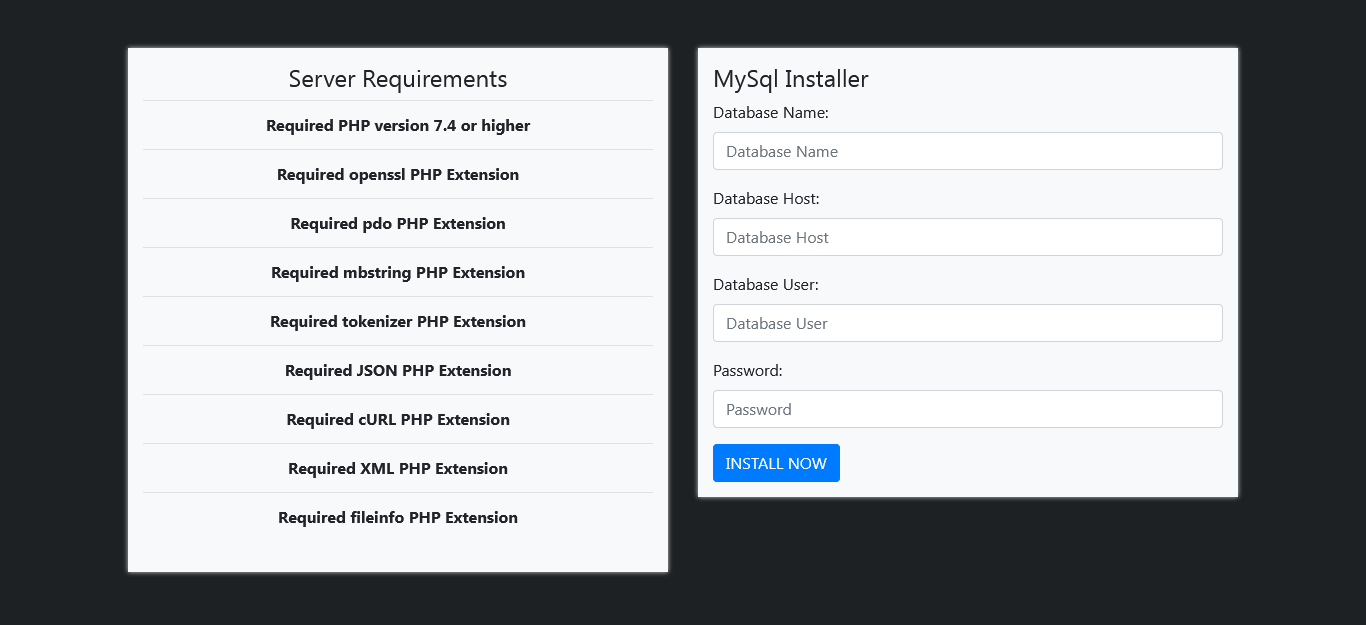 Server Requirements
Required PHP version 7.4 or higher
Required openssl PHP Extension
Required pdo PHP Extension
Required mbstring PHP Extension
Required tokenizer PHP Extension
Required JSON PHP Extension
Required cURL PHP Extension
Required XML PHP Extension
Required fileinfo PHP Extension
MySql Installer
Database Name:
Database Name
Database Host:
Database Host
Database User:
Database User
Password:
Password
INSTALL NOW